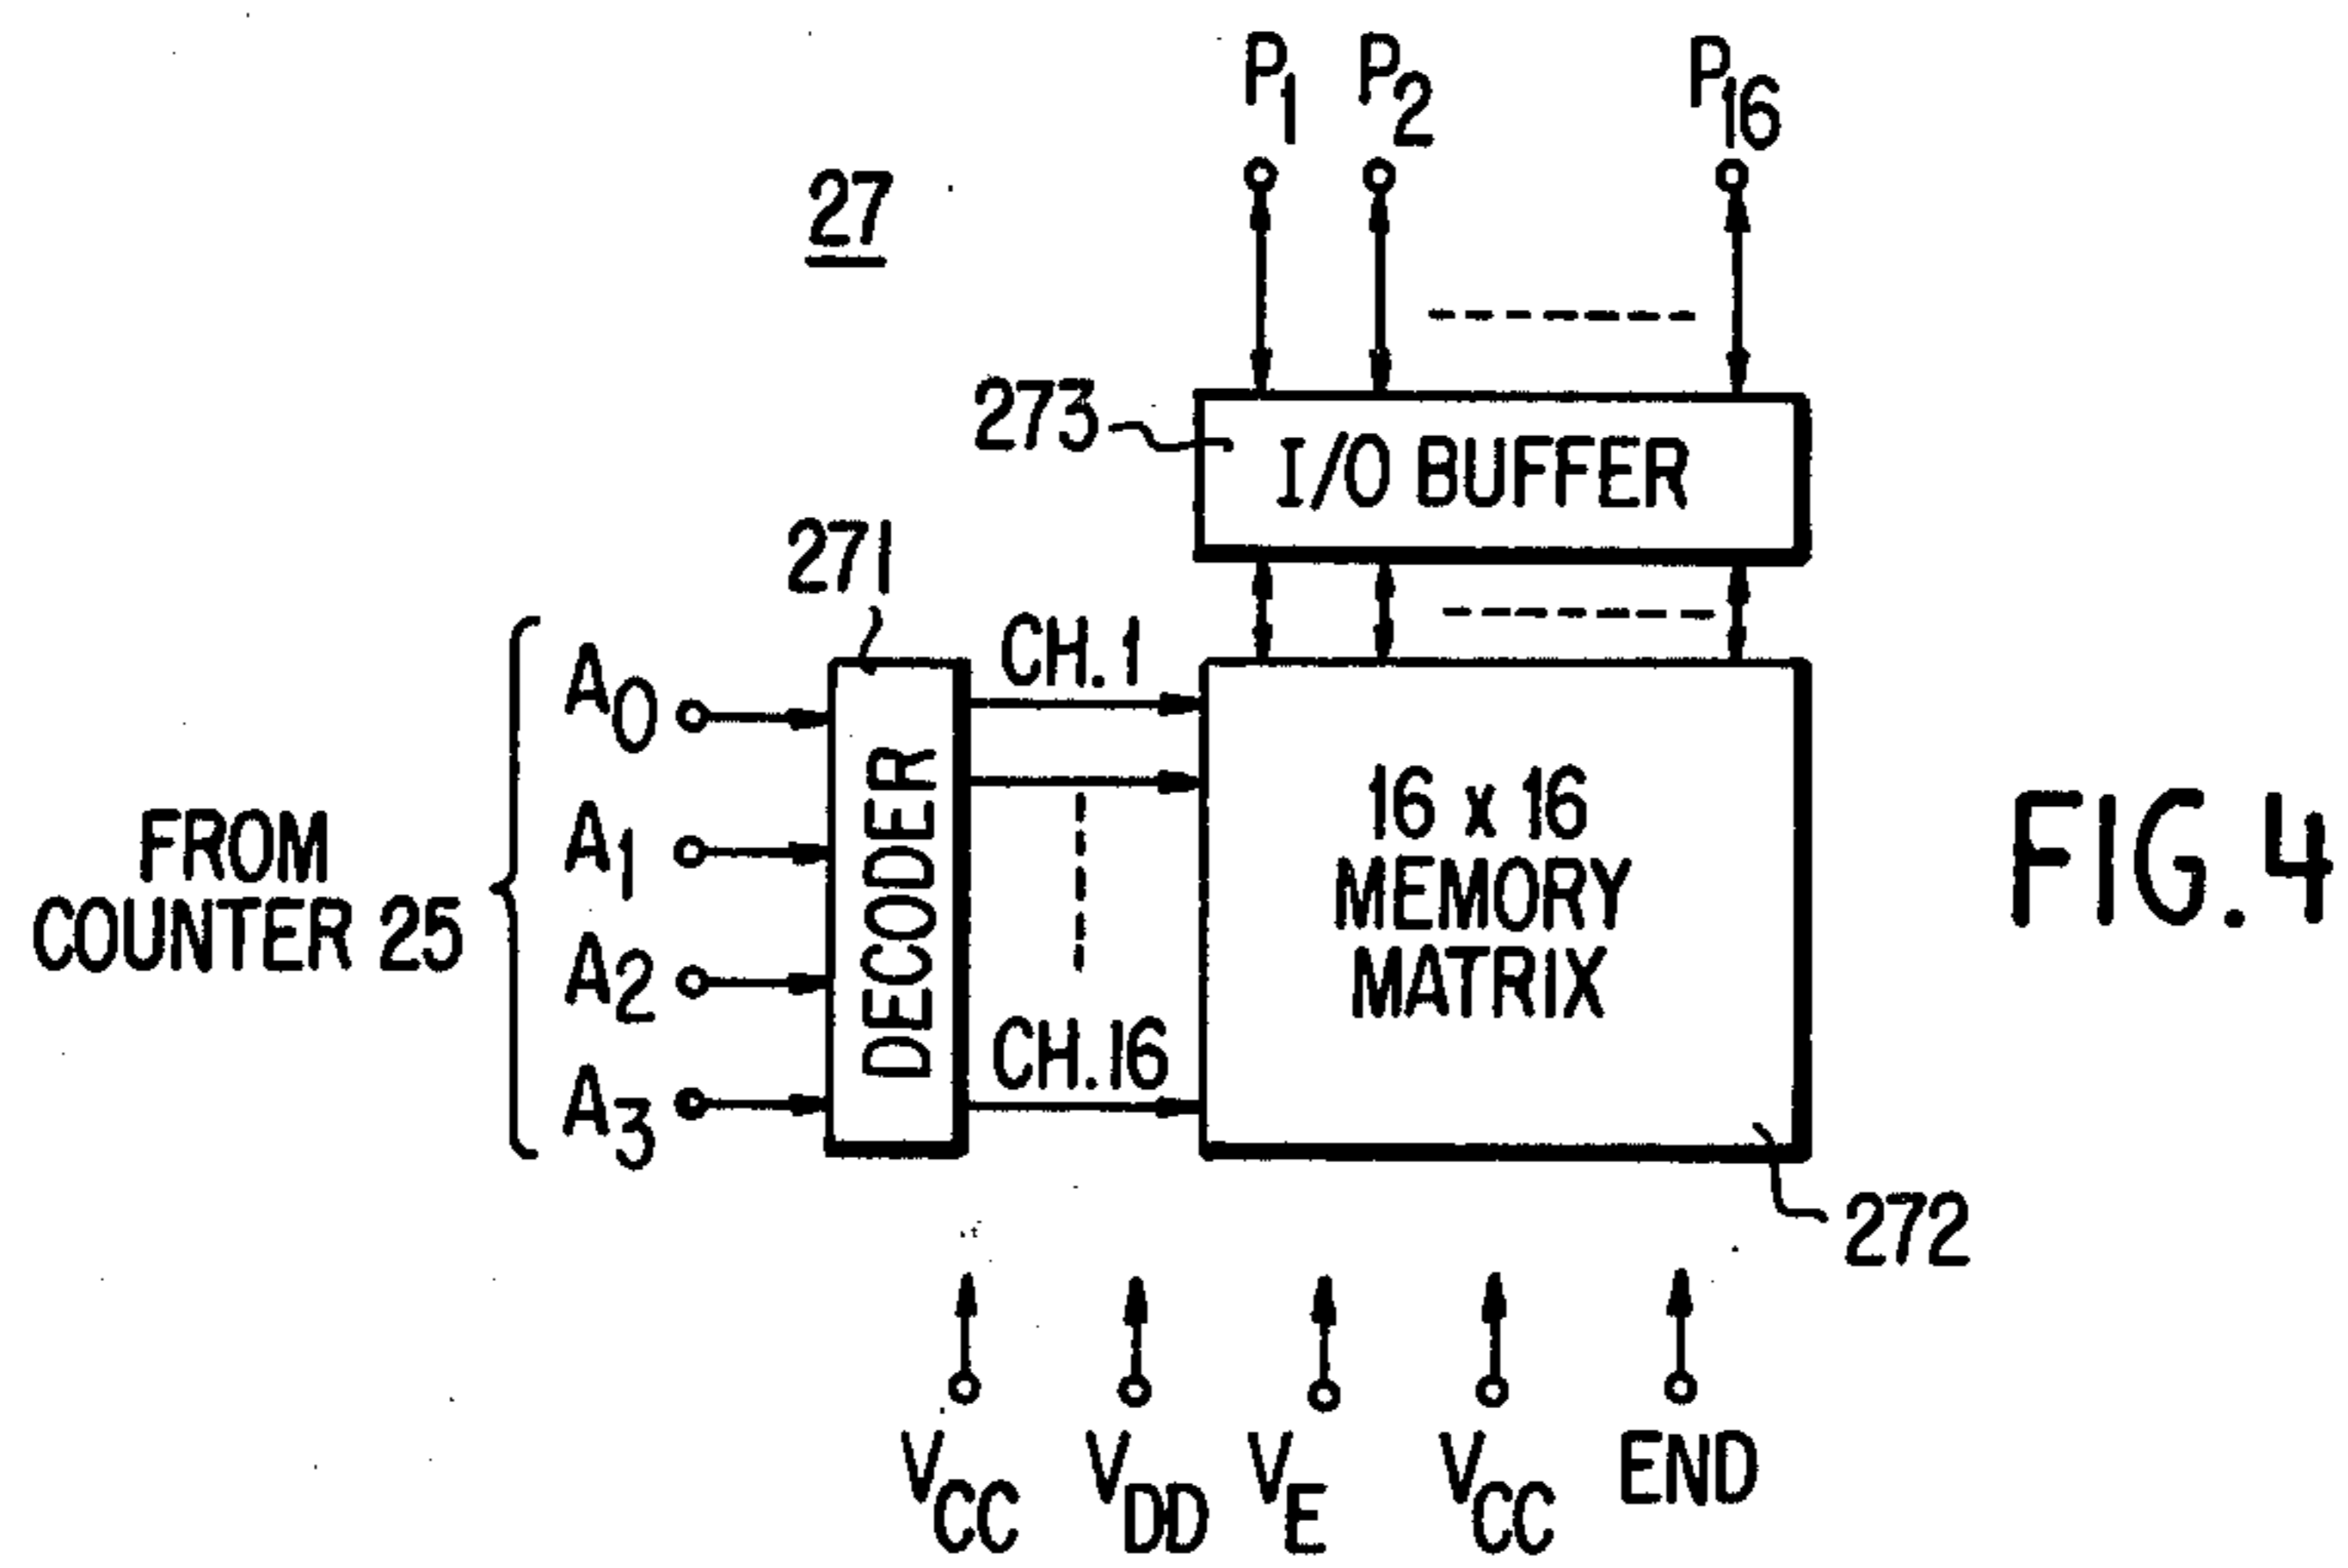 P1 P2 P16
27
273
I/O BUFFER
271
CH. 1
A0
A1
A2
A3
FROM
COUNTER 25
DECODER
16 x 16
MEMORY
MATRIX
CH. 16
FIG. 4
272
VCC VDD VE VCC END